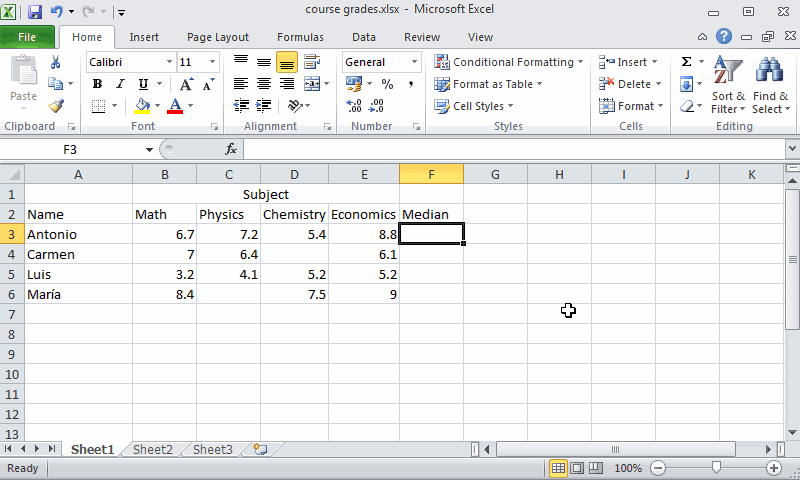 course grades.xlsx - Microsoft Excel
File Home Insert Page Layout Formulas Data Review View
Paste Calibri 11 General Conditional Formatting Insert Σ
B I U A A % Format as Table Delete Sort & Filter Find & Select
A Cell Styles Format
Clipboard Font Alignment Number Styles Cells Editing
F3 fx
A B C D E F G H I J K
1 Subject
2 Name Math Physics Chemistry Economics Median
3 Antonio 6.7 7.2 5.4 8.8
4 Carmen 7 6.4 6.1
5 Luis 3.2 4.1 5.2 5.2
6 María 8.4 7.5 9
7
8
9
10
11
12
13
Sheet1 Sheet2 Sheet3
Ready 100%